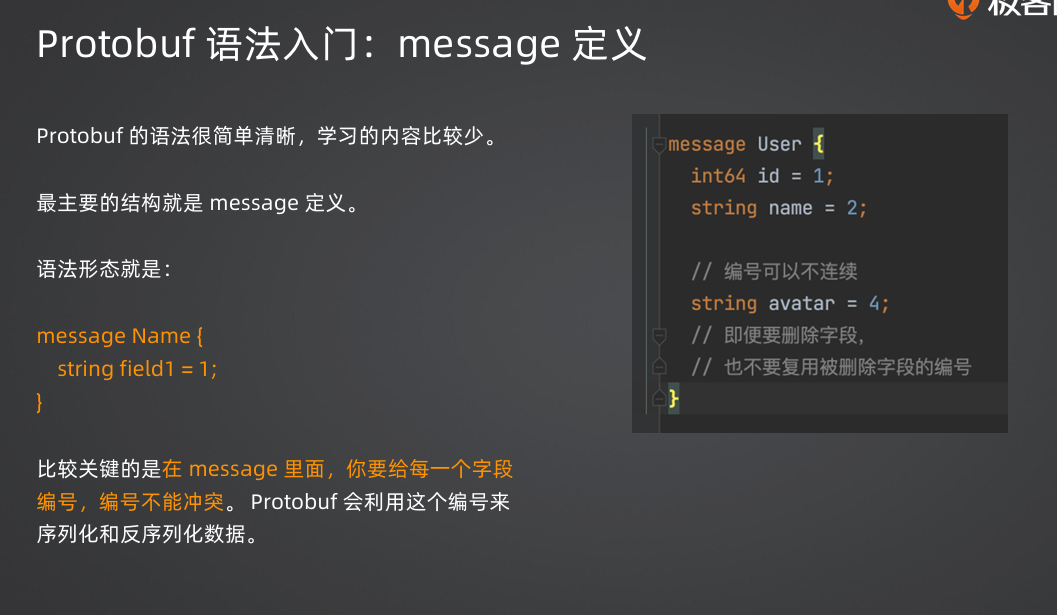 极客
Protobuf 语法入门：message 定义
Protobuf 的语法很简单清晰，学习的内容比较少。
最主要的结构就是 message 定义。
语法形态就是：
message Name {
string field1 = 1;
}
比较关键的是在 message 里面，你要给每一个字段
编号，编号不能冲突。 Protobuf 会利用这个编号来
序列化和反序列化数据。
message User {
int64 id = 1;
string name = 2;
// 编号可以不连续
string avatar = 4;
// 即便要删除字段，
// 也不要复用被删除字段的编号
}